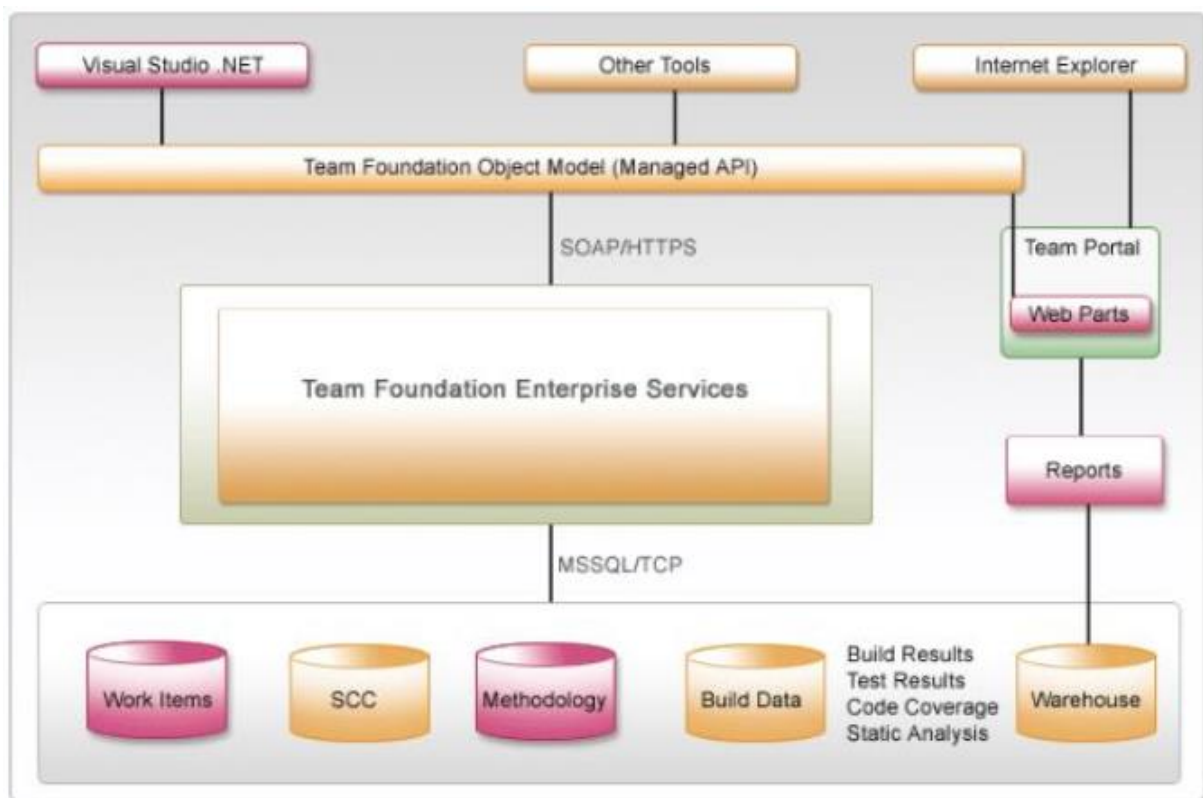 Visual Studio .NET
Other Tools
Internet Explorer
Team Foundation Object Model (Managed API)
SOAP/HTTPS
Team Portal
Web Parts
Team Foundation Enterprise Services
Reports
MSSQL/TCP
Work Items
SCC
Methodology
Build Data
Build Results
Test Results
Code Coverage
Static Analysis
Warehouse